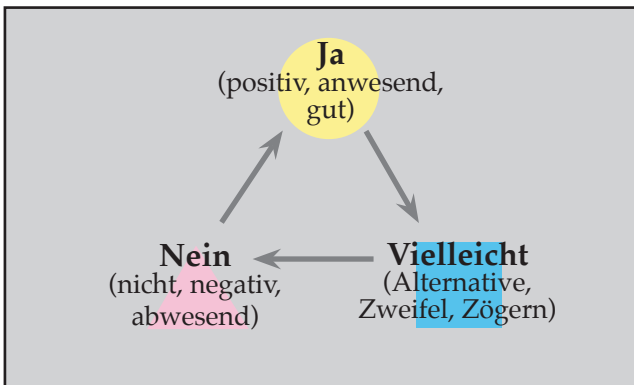 Ja
(positiv, anwesend,
gut)
Nein
(nicht, negativ,
abwesend)
Vielleicht
(Alternative,
Zweifel, Zögern)